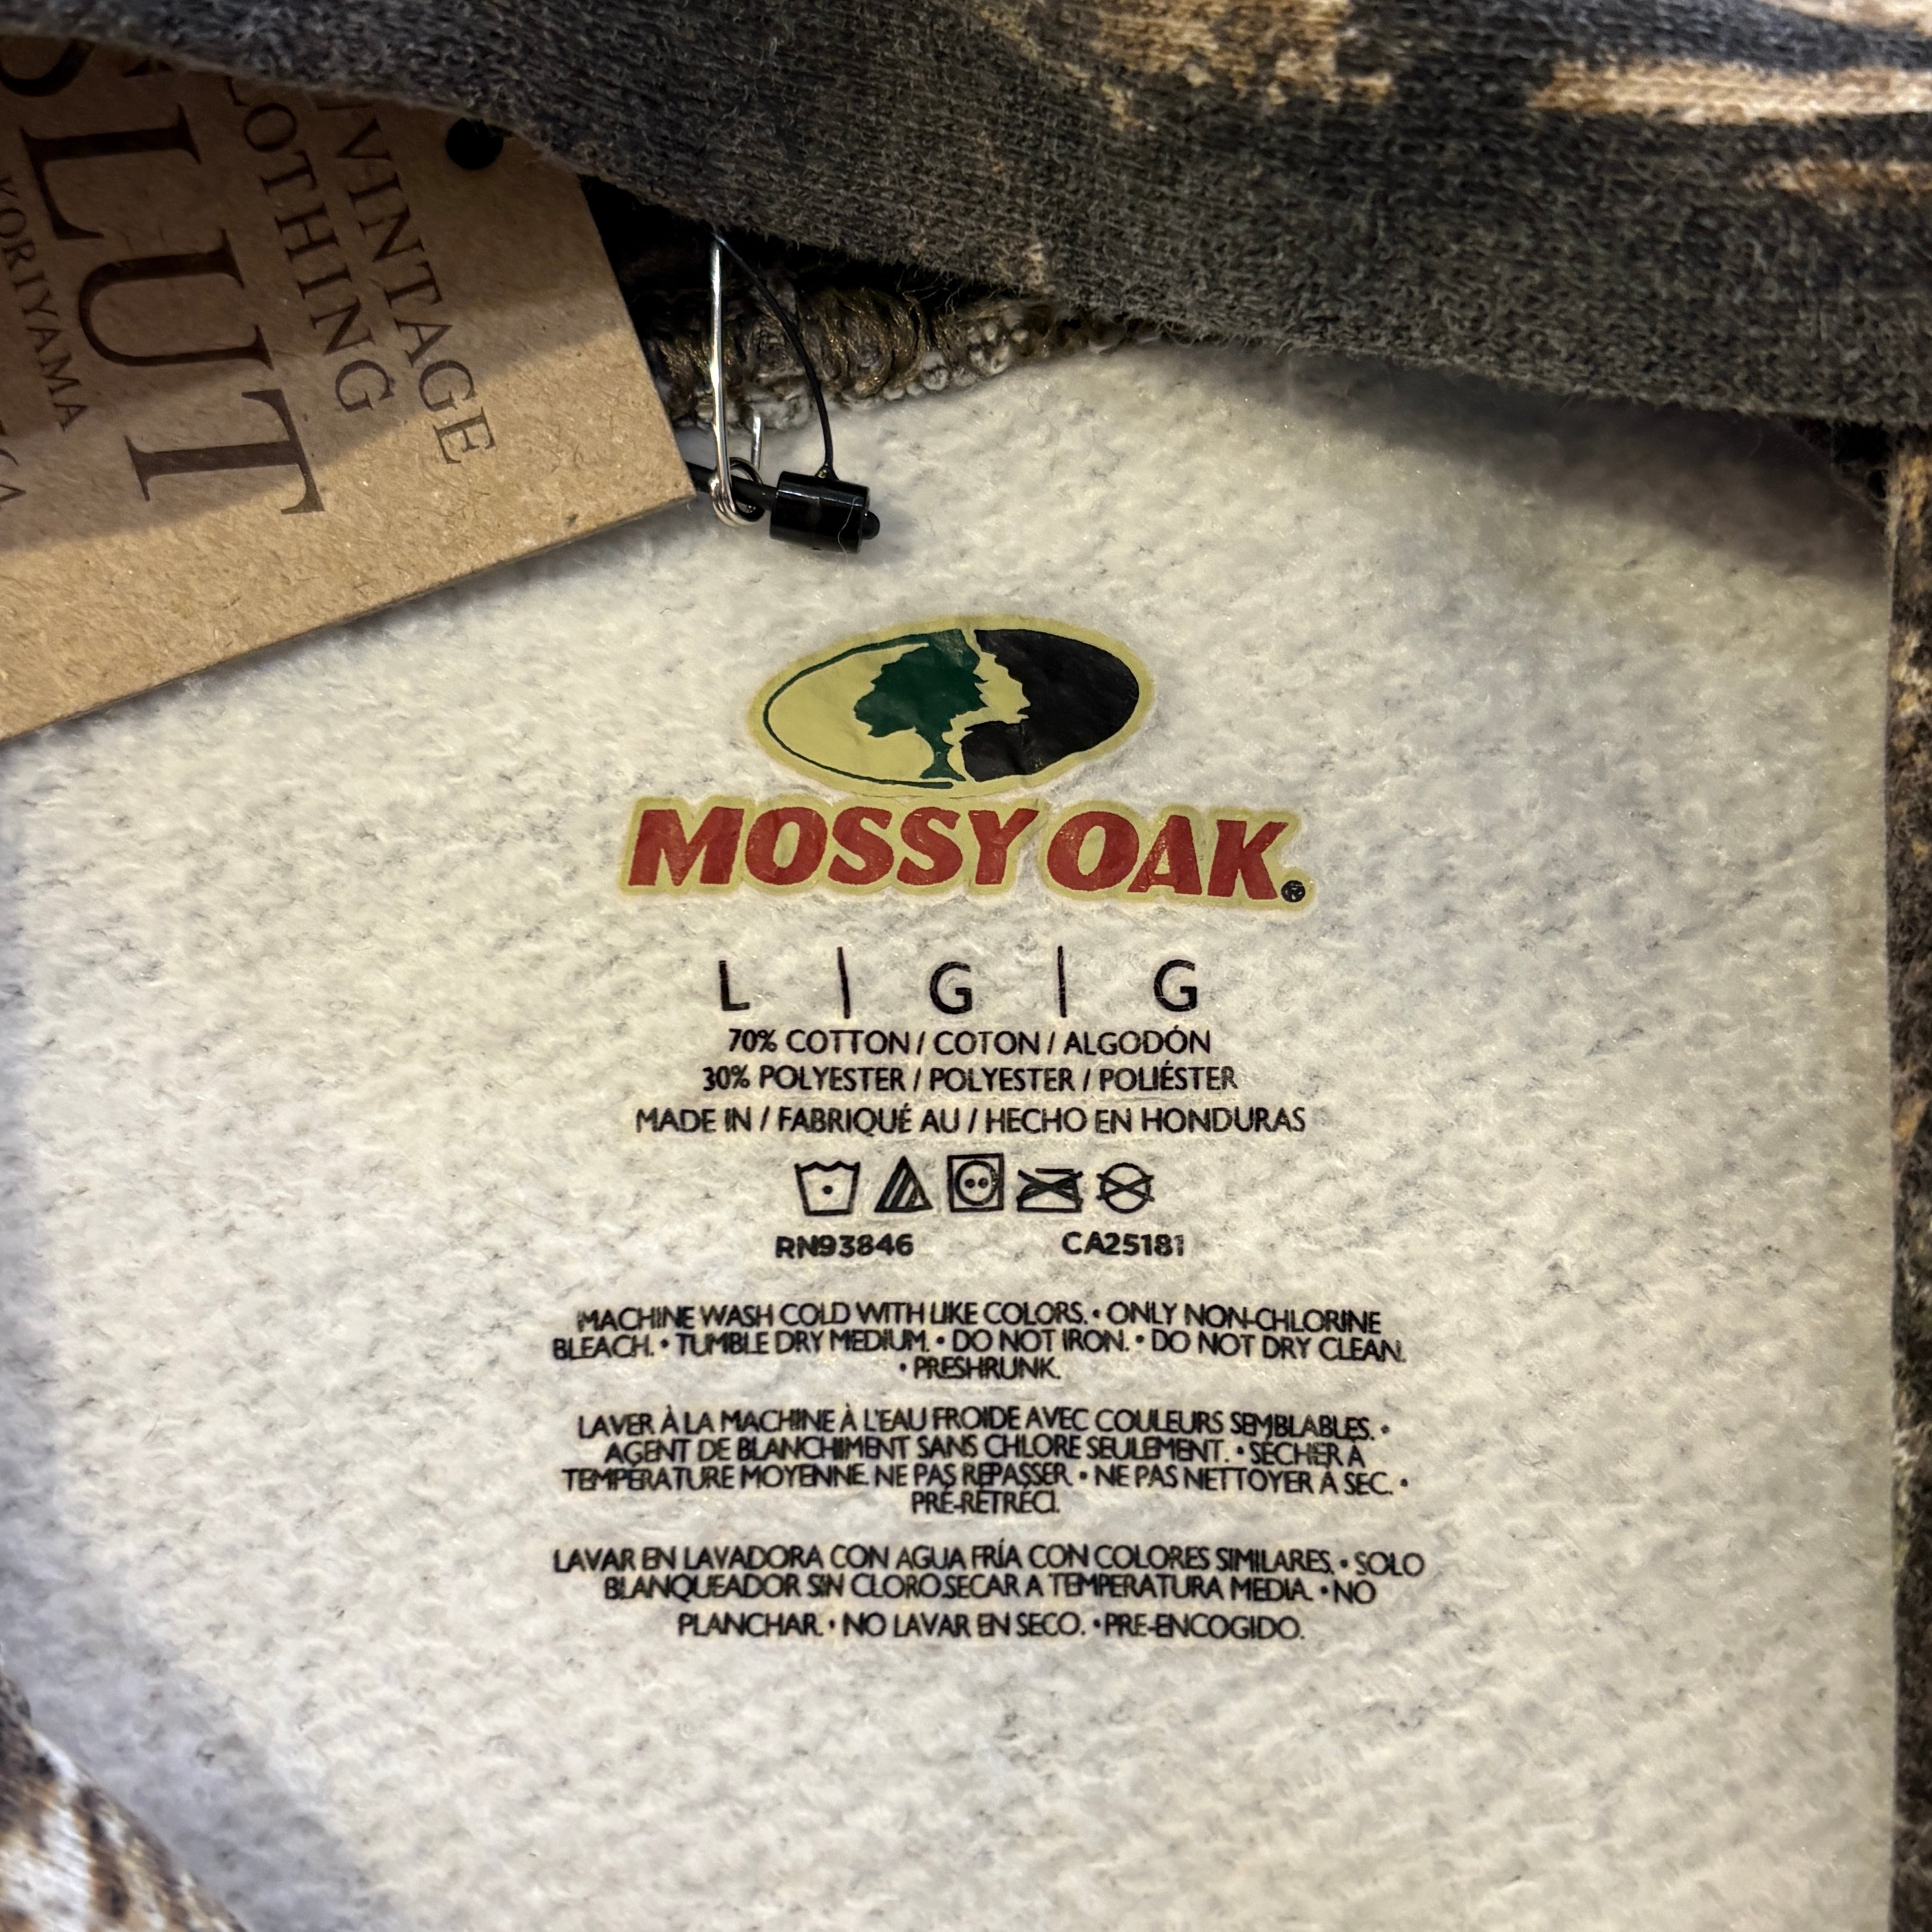 VINTAGE
LUT
KORIYAMA
MOSSY OAK®
L | G | G
70% COTTON / COTON / ALGODÓN
30% POLYESTER / POLYESTER / POLIÉSTER
MADE IN / FABRIQUÉ AU / HECHO EN HONDURAS
RN93846 CA25181
MACHINE WASH COLD WITH LIKE COLORS. • ONLY NON-CHLORINE
BLEACH. • TUMBLE DRY MEDIUM. • DO NOT IRON. • DO NOT DRY CLEAN.
• PRESHRUNK.
LAVER À LA MACHINE À L'EAU FROIDE AVEC COULEURS SEMBLABLES. •
AGENT DE BLANCHIMENT SANS CHLORE SEULEMENT. • SÉCHER À
TEMPÉRATURE MOYENNE. NE PAS REPASSER. • NE PAS NETTOYER À SEC. •
PRÉ-RÉTRÉCI.
LAVAR EN LAVADORA CON AGUA FRÍA CON COLORES SIMILARES. • SOLO
BLANQUEADOR SIN CLORO.SECAR A TEMPERATURA MEDIA. • NO
PLANCHAR. • NO LAVAR EN SECO. • PRE-ENCOGIDO.